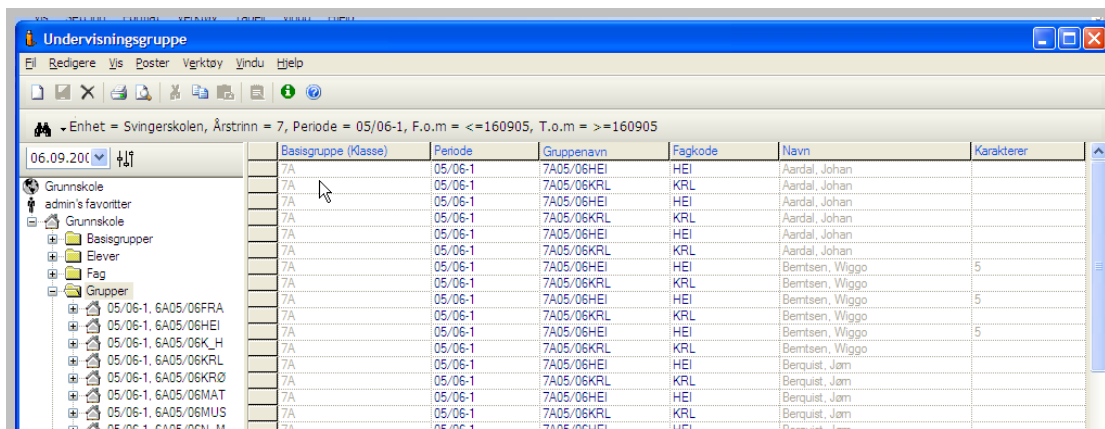 Undervisningsgruppe
Fil Redigere Vis Poster Verktøy Vindu Hjelp
Enhet = Svingerskolen, Årstrinn = 7, Periode = 05/06-1, F.o.m = <=160905, T.o.m = >=160905
06.09.200
Grunnskole
admin's favoritter
Grunnskole
Basisgrupper
Elever
Fag
Grupper
05/06-1, 6A05/06FRA
05/06-1, 6A05/06HEI
05/06-1, 6A05/06K_H
05/06-1, 6A05/06KRL
05/06-1, 6A05/06KRØ
05/06-1, 6A05/06MAT
05/06-1, 6A05/06MUS
Basisgruppe (Klasse) Periode Gruppenavn Fagkode Navn Karakterer
7A 05/06-1 7A05/06HEI HEI Aardal, Johan
7A 05/06-1 7A05/06KRL KRL Aardal, Johan
7A 05/06-1 7A05/06HEI HEI Aardal, Johan
7A 05/06-1 7A05/06KRL KRL Aardal, Johan
7A 05/06-1 7A05/06HEI HEI Aardal, Johan
7A 05/06-1 7A05/06KRL KRL Aardal, Johan
7A 05/06-1 7A05/06HEI HEI Berntsen, Wiggo 5
7A 05/06-1 7A05/06KRL KRL Berntsen, Wiggo
7A 05/06-1 7A05/06HEI HEI Berntsen, Wiggo 5
7A 05/06-1 7A05/06KRL KRL Berntsen, Wiggo
7A 05/06-1 7A05/06HEI HEI Berntsen, Wiggo 5
7A 05/06-1 7A05/06KRL KRL Berntsen, Wiggo
7A 05/06-1 7A05/06HEI HEI Berquist, Jørn
7A 05/06-1 7A05/06KRL KRL Berquist, Jørn
7A 05/06-1 7A05/06HEI HEI Berquist, Jørn
7A 05/06-1 7A05/06KRL KRL Berquist, Jørn